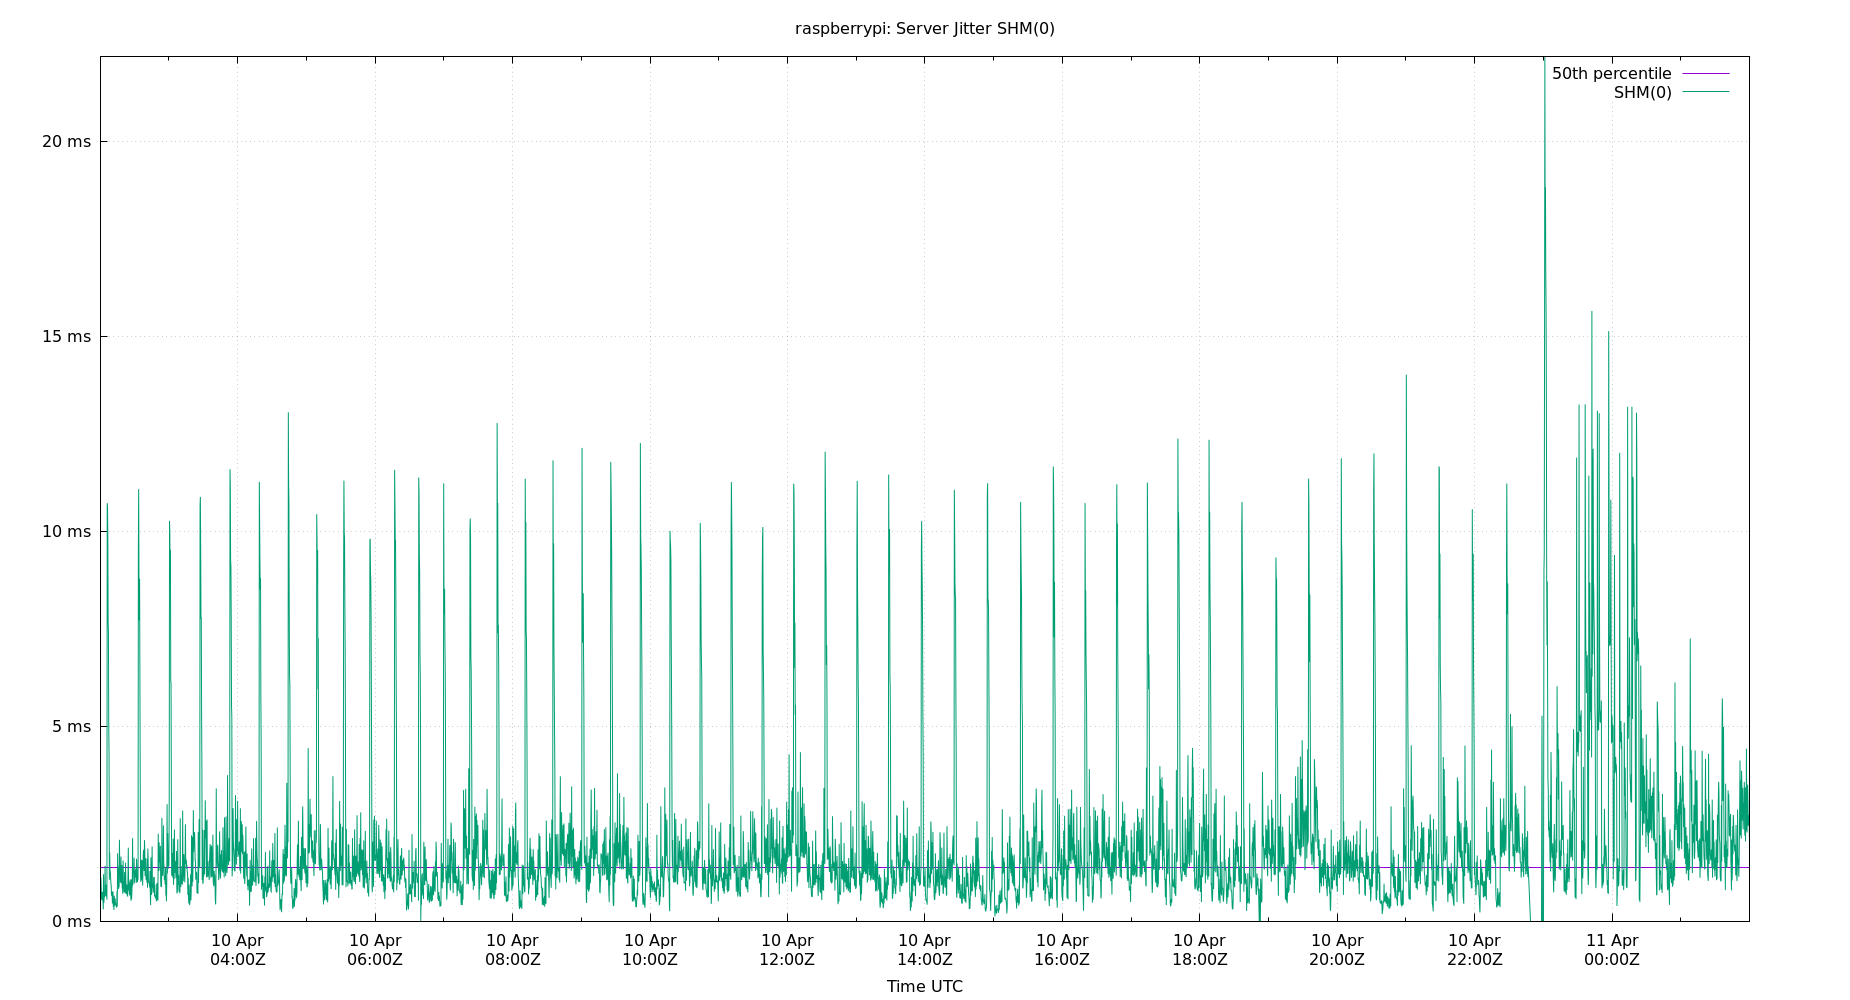 raspberrypi: Server Jitter SHM(0)
50th percentile
SHM(0)
20 ms
15 ms
10 ms
5 ms
0 ms
10 Apr 10 Apr 10 Apr 10 Apr 10 Apr 10 Apr 10 Apr 10 Apr 10 Apr 10 Apr 11 Apr
04:00Z 06:00Z 08:00Z 10:00Z 12:00Z 14:00Z 16:00Z 18:00Z 20:00Z 22:00Z 00:00Z
Time UTC